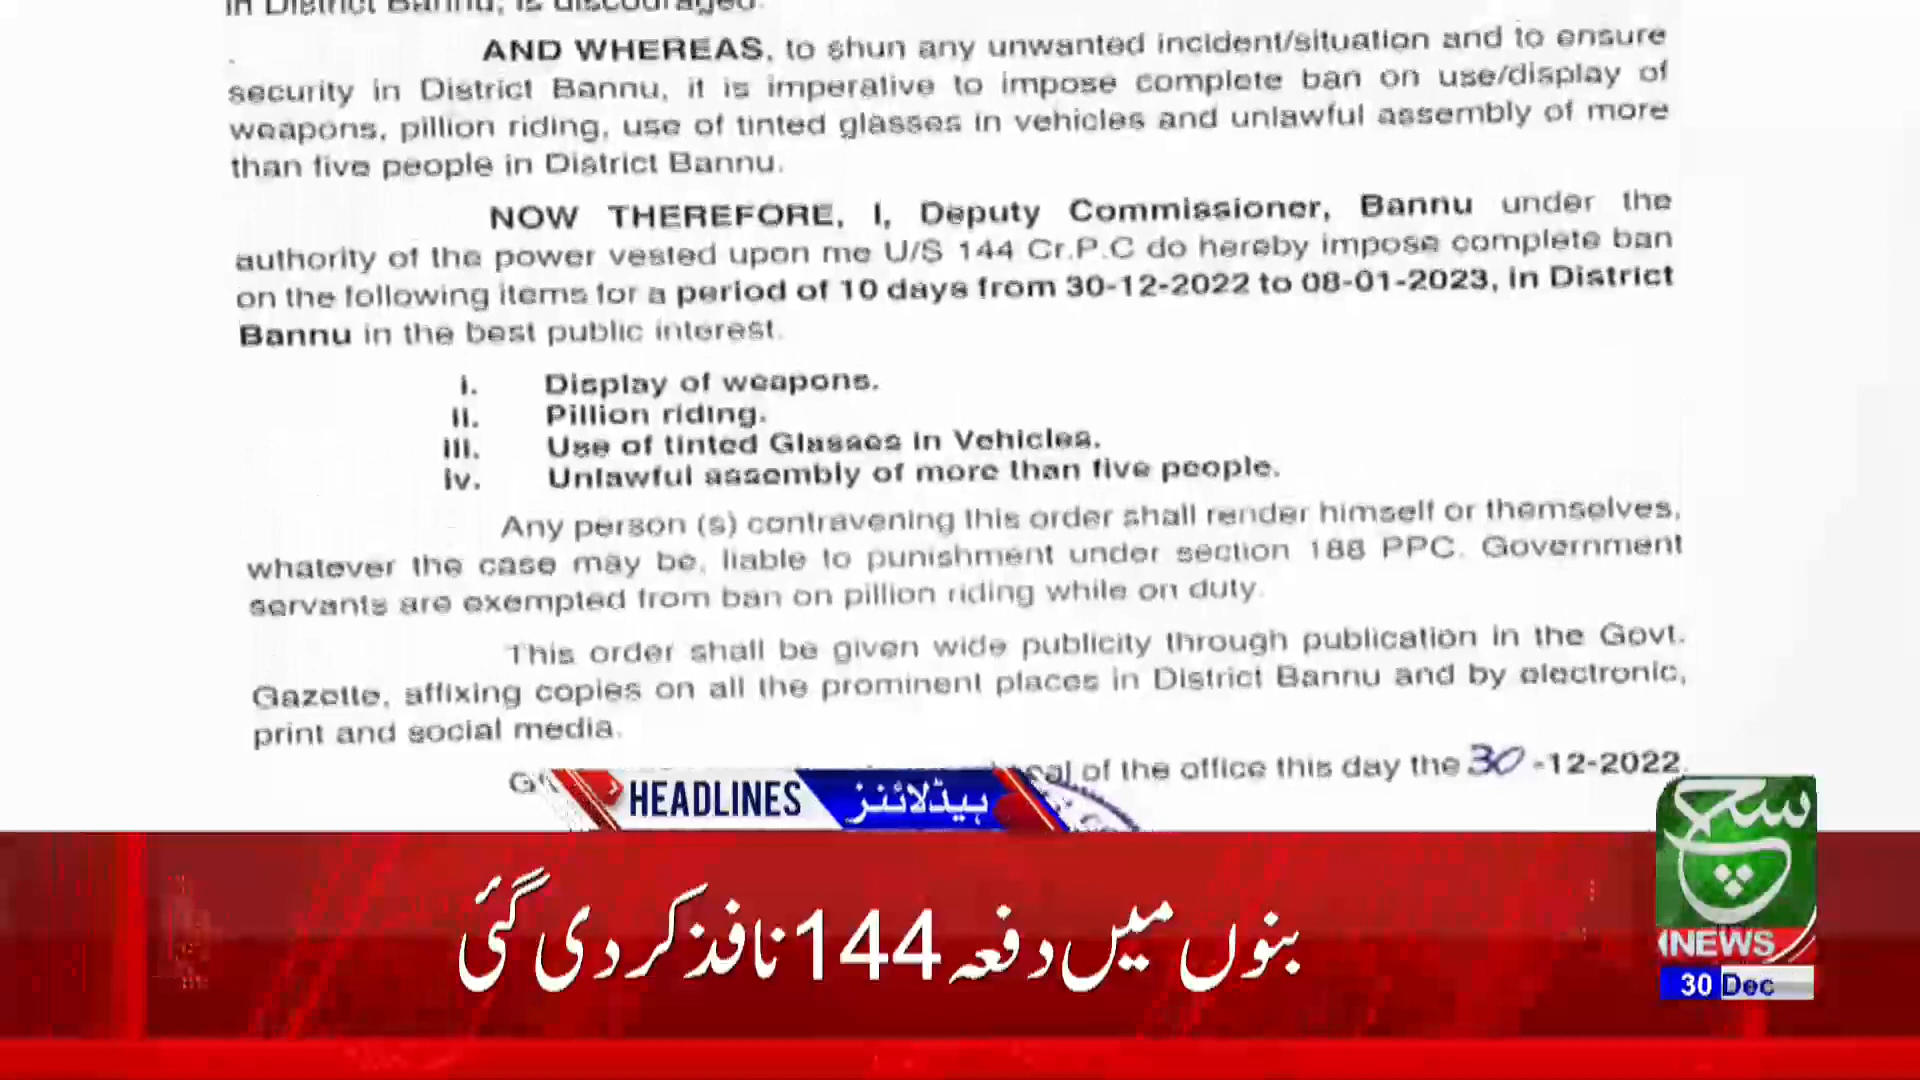 in District Bannu, is discouraged.
AND WHEREAS, to shun any unwanted incident/situation and to ensure
security in District Bannu, it is imperative to impose complete ban on use/display of
weapons, pillion riding, use of tinted glasses in vehicles and unlawful assembly of more
than five people in District Bannu.
NOW THEREFORE, I, Deputy Commissioner, Bannu under the
authority of the power vested upon me U/S 144 Cr.P.C do hereby impose complete ban
on the following items for a period of 10 days from 30-12-2022 to 08-01-2023, in District
Bannu in the best public interest.
i. Display of weapons.
ii. Pillion riding.
iii. Use of tinted Glasses in Vehicles.
iv. Unlawful assembly of more than five people.
Any person (s) contravening this order shall render himself or themselves,
whatever the case may be, liable to punishment under section 188 PPC. Government
servants are exempted from ban on pillion riding while on duty.
This order shall be given wide publicity through publication in the Govt.
Gazette, affixing copies on all the prominent places in District Bannu and by electronic,
print and social media.
of the office this day the 30-12-2022.
HEADLINES ہیڈلائنز
سچ
NEWS
30 Dec
بنوں میں دفعہ 144 نافذ کر دی گئی